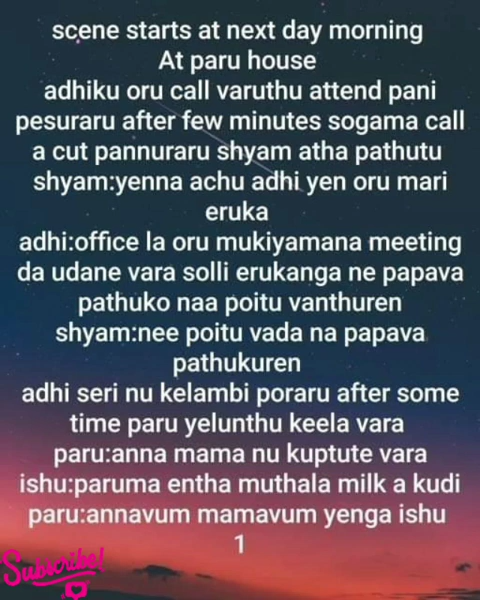 scene starts at next day morning
At paru house
adhiku oru call varuthu attend pani
pesuraru after few minutes sogama call
a cut pannuraru shyam atha pathutu
shyam:yenna achu adhi yen oru mari
eruka
adhi:office la oru mukiyamana meeting
da udane vara solli erukanga ne papava
pathuko naa poitu vanthuren
shyam:nee poitu vada na papava
pathukuren
adhi seri nu kelambi poraru after some
time paru yelunthu keela vara
paru:anna mama nu kuptute vara
ishu:paruma entha muthala milk a kudi
paru:annavum mamavum yenga ishu
1
Subscribe!